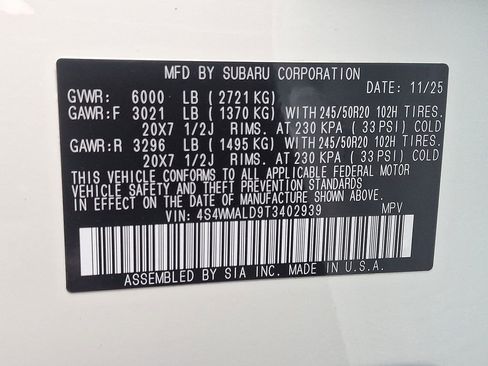 MFD BY SUBARU CORPORATION
DATE: 11/25
GVWR: 6000 LB (2721 KG)
GAWR:F 3021 LB (1370 KG) WITH 245/50R20 102H TIRES.
20X7 1/2J RIMS. AT 230 KPA (33 PSI) COLD
GAWR:R 3296 LB (1495 KG) WITH 245/50R20 102H TIRES.
20X7 1/2J RIMS. AT 230 KPA (33 PSI) COLD
THIS VEHICLE CONFORMS TO ALL APPLICABLE FEDERAL MOTOR
VEHICLE SAFETY AND THEFT PREVENTION STANDARDS
IN EFFECT ON THE DATE OF MANUFACTURE SHOWN ABOVE.
VIN: 4S4WMALD9T3402939 MPV
ASSEMBLED BY SIA INC. MADE IN U.S.A.